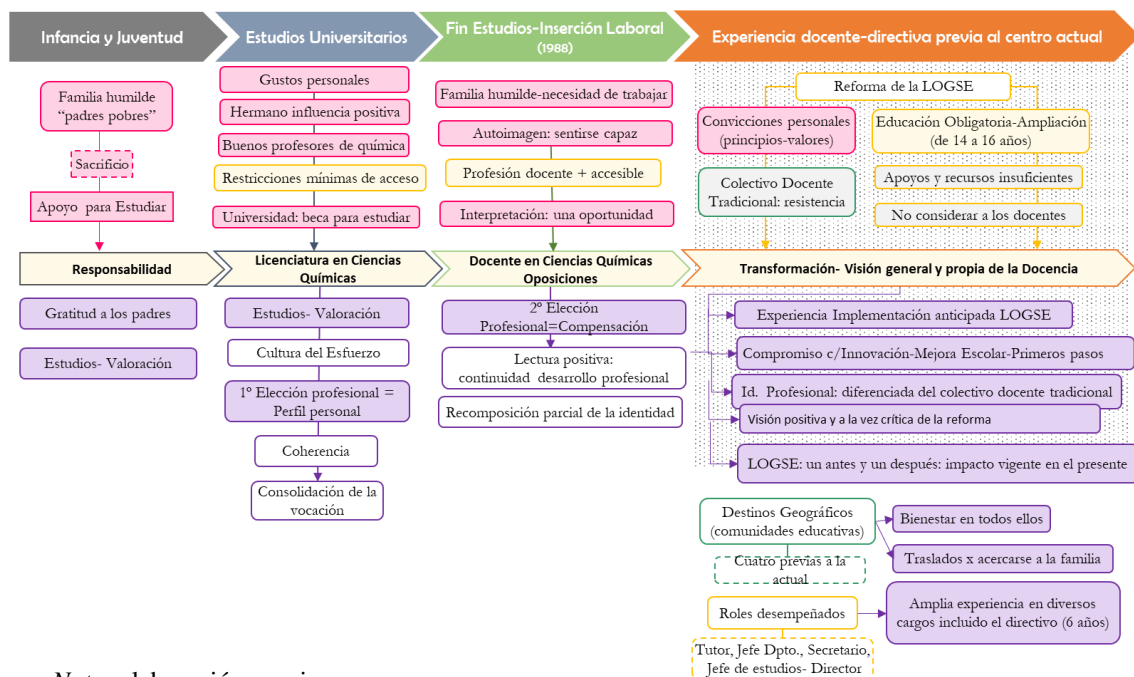 Infancia y Juventud
Estudios Universitarios
Fin Estudios-Inserción Laboral
(1988)
Experiencia docente-directiva previa al centro actual
Familia humilde
“padres pobres”
Sacrificio
Apoyo para Estudiar
Responsabilidad
Gratitud a los padres
Estudios- Valoración
Gustos personales
Hermano influencia positiva
Buenos profesores de química
Restricciones mínimas de acceso
Universidad: beca para estudiar
Licenciatura en Ciencias
Químicas
Estudios- Valoración
Cultura del Esfuerzo
1º Elección profesional =
Perfil personal
Coherencia
Consolidación de la
vocación
Familia humilde-necesidad de trabajar
Autoimagen: sentirse capaz
Profesión docente + accesible
Interpretación: una oportunidad
Docente en Ciencias Químicas
Oposiciones
2º Elección
Profesional=Compensación
Lectura positiva:
continuidad desarrollo profesional
Recomposición parcial de la identidad
Reforma de la LOGSE
Convicciones personales
(principios-valores)
Colectivo Docente
Tradicional: resistencia
Educación Obligatoria-Ampliación
(de 14 a 16 años)
Apoyos y recursos insuficientes
No considerar a los docentes
Transformación- Visión general y propia de la Docencia
Experiencia Implementación anticipada LOGSE
Compromiso c/Innovación-Mejora Escolar-Primeros pasos
Id. Profesional: diferenciada del colectivo docente tradicional
Visión positiva y a la vez crítica de la reforma
LOGSE: un antes y un después: impacto vigente en el presente
Destinos Geográficos
(comunidades educativas)
Cuatro previas a la
actual
Bienestar en todos ellos
Traslados x acercarse a la familia
Roles desempeñados
Tutor, Jefe Dpto., Secretario,
Jefe de estudios- Director
Amplia experiencia en diversos
cargos incluido el directivo (6 años)